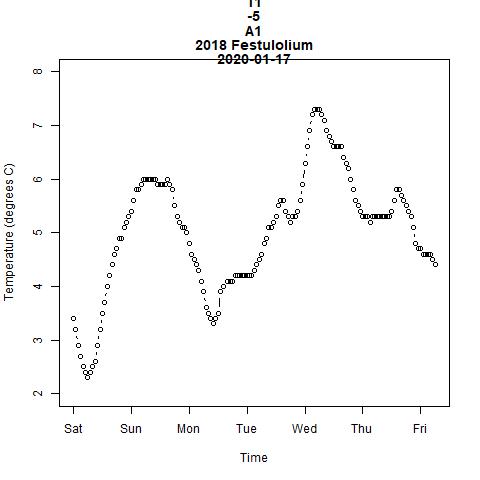 -5
A1
2018 Festulolium
2020-01-17
Temperature (degrees C)
8
7
6
5
4
3
2
Sat Sun Mon Tue Wed Thu Fri
Time